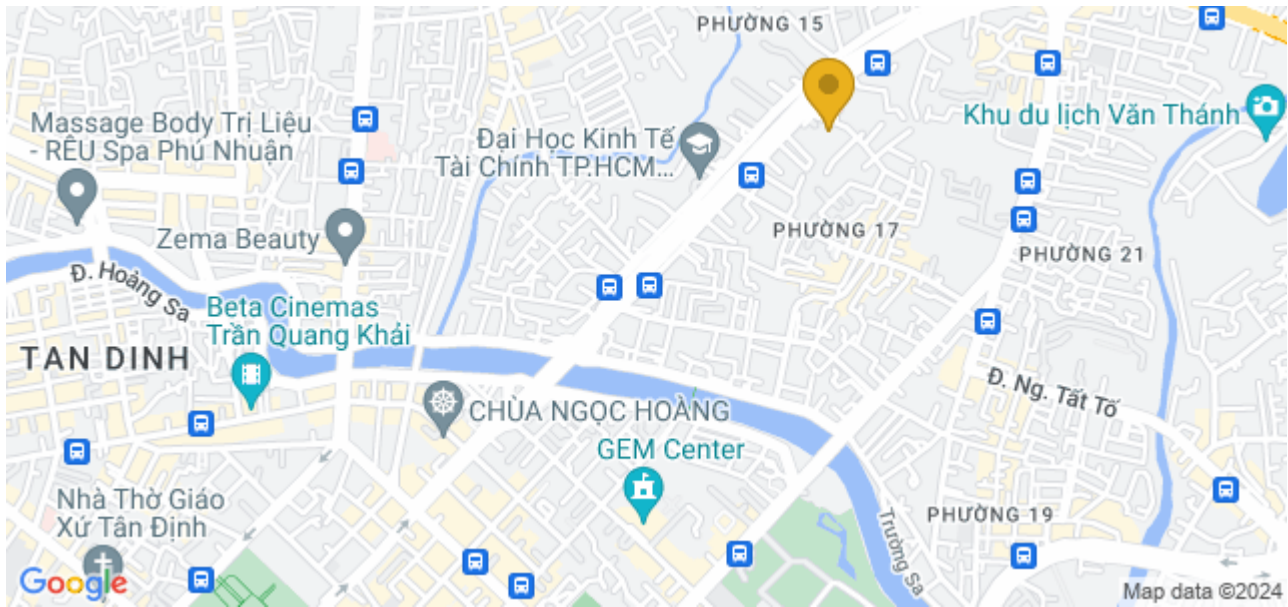 PHƯỜNG 15
Massage Body Trị Liệu
- RÊU Spa Phú Nhuận
Đại Học Kinh Tế
Tài Chính TP.HCM...
Khu du lịch Văn Thánh
Zema Beauty
PHƯỜNG 17
PHƯỜNG 21
Đ. Hoàng Sa
Beta Cinemas
Trần Quang Khải
TAN DINH
Đ. Ng. Tất Tố
CHÙA NGỌC HOÀNG
GEM Center
Nhà Thờ Giáo
Xứ Tân Định
Trường Sa
PHƯỜNG 19
Google
Map data ©2024